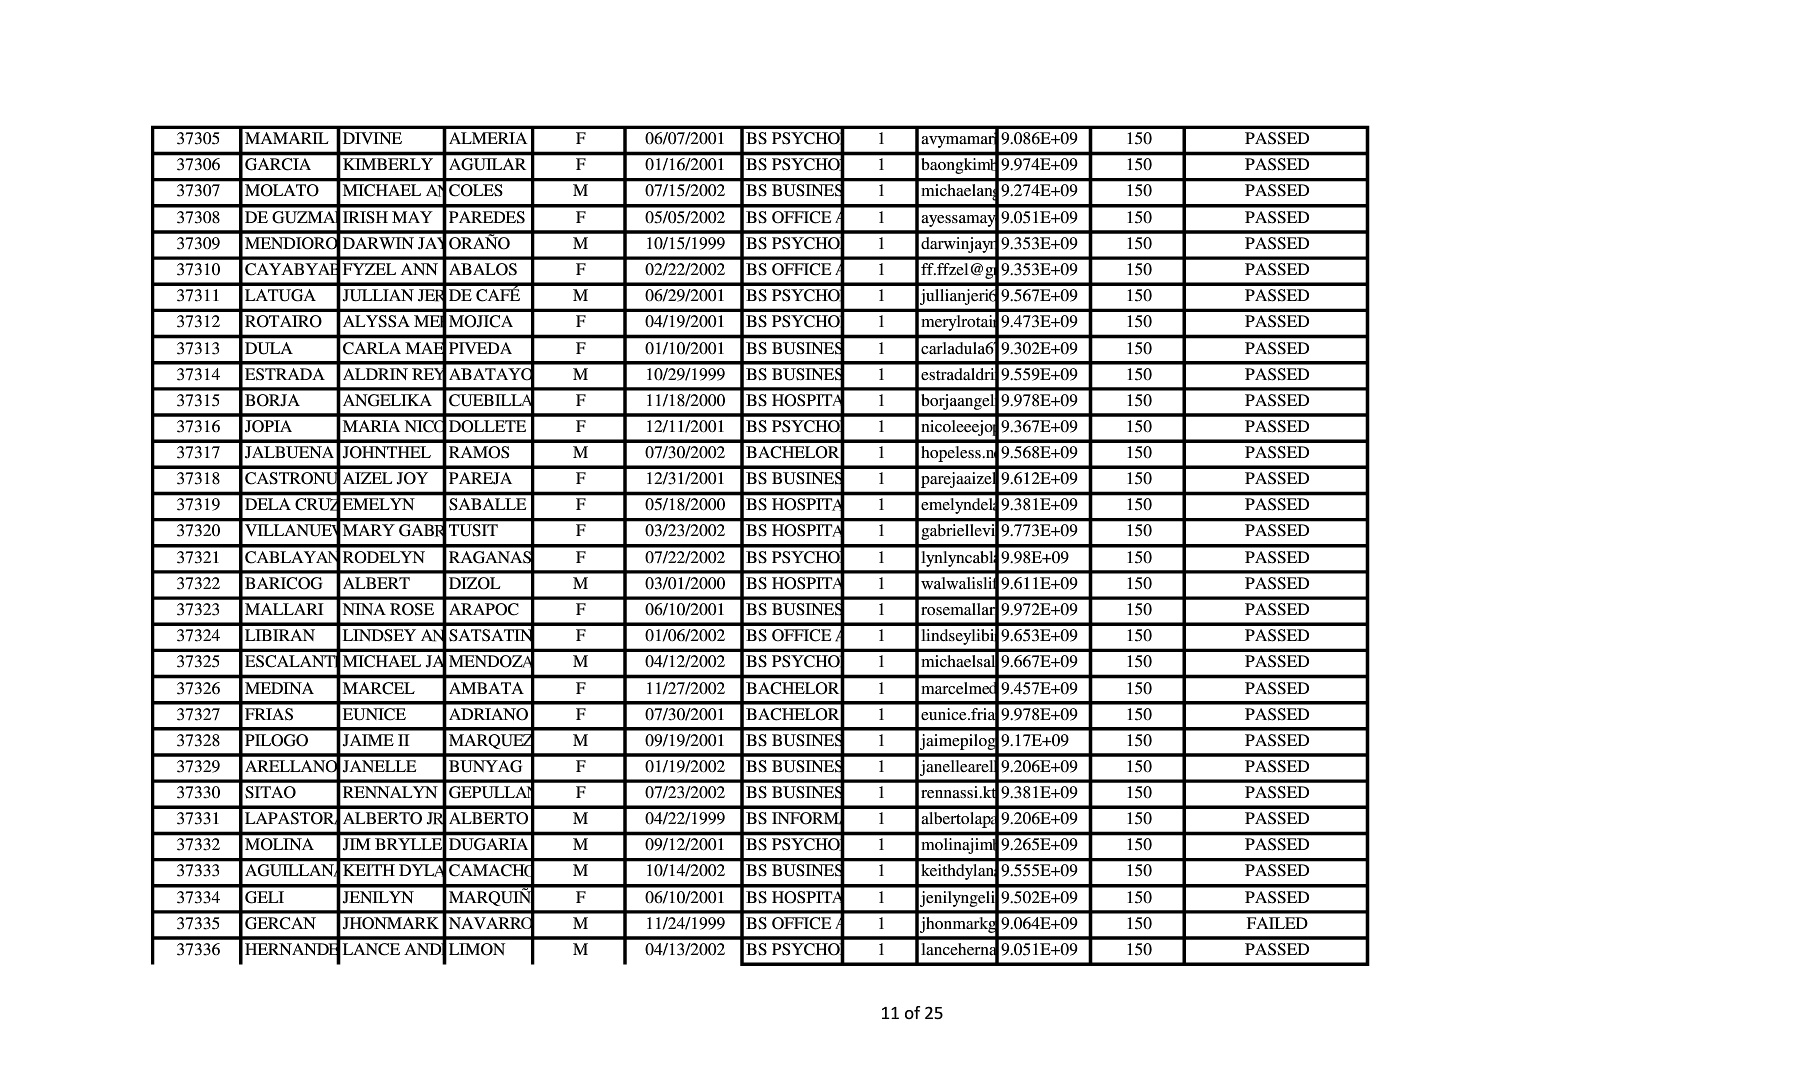 37305 MAMARIL DIVINE ALMERIA F 06/07/2001 BS PSYCHO 1 avymamar 9.086E+09 150 PASSED
37306 GARCIA KIMBERLY AGUILAR F 01/16/2001 BS PSYCHO 1 baongkimb 9.974E+09 150 PASSED
37307 MOLATO MICHAEL AN COLES M 07/15/2002 BS BUSINES 1 michaelang 9.274E+09 150 PASSED
37308 DE GUZMA IRISH MAY PAREDES F 05/05/2002 BS OFFICE A 1 ayessamay 9.051E+09 150 PASSED
37309 MENDIORO DARWIN JAY ORAÑO M 10/15/1999 BS PSYCHO 1 darwinjayr 9.353E+09 150 PASSED
37310 CAYABYAB FYZEL ANN ABALOS F 02/22/2002 BS OFFICE A 1 ff.ffzel@g 9.353E+09 150 PASSED
37311 LATUGA JULLIAN JER DE CAFÉ M 06/29/2001 BS PSYCHO 1 jullianjeri6 9.567E+09 150 PASSED
37312 ROTAIRO ALYSSA ME MOJICA F 04/19/2001 BS PSYCHO 1 merylrotai 9.473E+09 150 PASSED
37313 DULA CARLA MAE PIVEDA F 01/10/2001 BS BUSINES 1 carladula6 9.302E+09 150 PASSED
37314 ESTRADA ALDRIN REY ABATAYO M 10/29/1999 BS BUSINES 1 estradaldri 9.559E+09 150 PASSED
37315 BORJA ANGELIKA CUEBILLA F 11/18/2000 BS HOSPITA 1 borjaangel 9.978E+09 150 PASSED
37316 JOPIA MARIA NICO DOLLETE F 12/11/2001 BS PSYCHO 1 nicoleeejo 9.367E+09 150 PASSED
37317 JALBUENA JOHNTHEL RAMOS M 07/30/2002 BACHELOR 1 hopeless.n 9.568E+09 150 PASSED
37318 CASTRONU AIZEL JOY PAREJA F 12/31/2001 BS BUSINES 1 parejaaizel 9.612E+09 150 PASSED
37319 DELA CRUZ EMELYN SABALLE F 05/18/2000 BS HOSPITA 1 emelyndel 9.381E+09 150 PASSED
37320 VILLANUEV MARY GABR TUSIT F 03/23/2002 BS HOSPITA 1 gabriellevi 9.773E+09 150 PASSED
37321 CABLAYAN RODELYN RAGANAS F 07/22/2002 BS PSYCHO 1 lynlyncabl 9.98E+09 150 PASSED
37322 BARICOG ALBERT DIZOL M 03/01/2000 BS HOSPITA 1 walwalislif 9.611E+09 150 PASSED
37323 MALLARI NINA ROSE ARAPOC F 06/10/2001 BS BUSINES 1 rosemallar 9.972E+09 150 PASSED
37324 LIBIRAN LINDSEY AN SATSATIN F 01/06/2002 BS OFFICE A 1 lindseylibi 9.653E+09 150 PASSED
37325 ESCALANT MICHAEL JA MENDOZA M 04/12/2002 BS PSYCHO 1 michaelsal 9.667E+09 150 PASSED
37326 MEDINA MARCEL AMBATA F 11/27/2002 BACHELOR 1 marcelmed 9.457E+09 150 PASSED
37327 FRIAS EUNICE ADRIANO F 07/30/2001 BACHELOR 1 eunice.fria 9.978E+09 150 PASSED
37328 PILOGO JAIME II MARQUEZ M 09/19/2001 BS BUSINES 1 jaimepilog 9.17E+09 150 PASSED
37329 ARELLANO JANELLE BUNYAG F 01/19/2002 BS BUSINES 1 janellearel 9.206E+09 150 PASSED
37330 SITAO RENNALYN GEPULLAN F 07/23/2002 BS BUSINES 1 rennassi.kt 9.381E+09 150 PASSED
37331 LAPASTOR ALBERTO JR ALBERTO M 04/22/1999 BS INFORM 1 albertolapa 9.206E+09 150 PASSED
37332 MOLINA JIM BRYLLE DUGARIA M 09/12/2001 BS PSYCHO 1 molinajim 9.265E+09 150 PASSED
37333 AGUILLAN KEITH DYLA CAMACHO M 10/14/2002 BS BUSINES 1 keithdylan 9.555E+09 150 PASSED
37334 GELI JENILYN MARQUIÑ F 06/10/2001 BS HOSPITA 1 jenilyngeli 9.502E+09 150 PASSED
37335 GERCAN JHONMARK NAVARRO M 11/24/1999 BS OFFICE A 1 jhonmarkg 9.064E+09 150 FAILED
37336 HERNANDE LANCE AND LIMON M 04/13/2002 BS PSYCHO 1 lanceherna 9.051E+09 150 PASSED
11 of 25